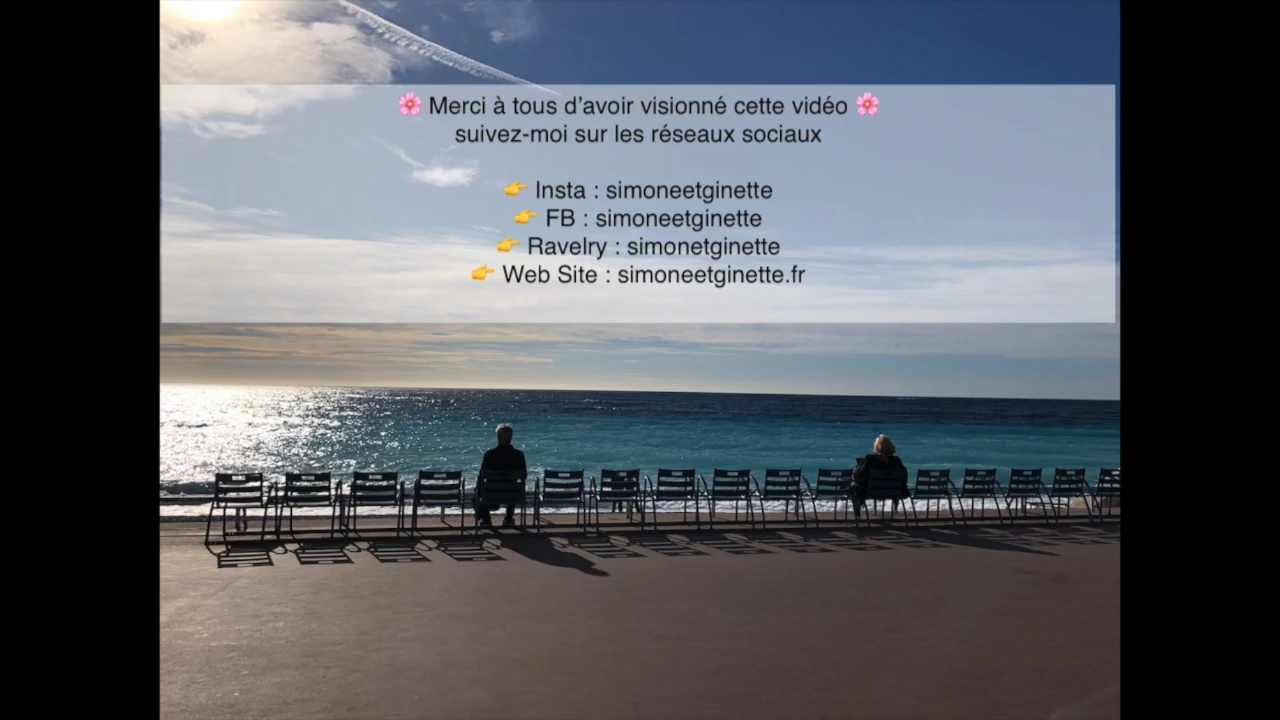 🌸 Merci à tous d’avoir visionné cette vidéo 🌸
suivez-moi sur les réseaux sociaux
👉 Insta : simoneetginette
👉 FB : simoneetginette
👉 Ravelry : simonetginette
👉 Web Site : simoneetginette.fr